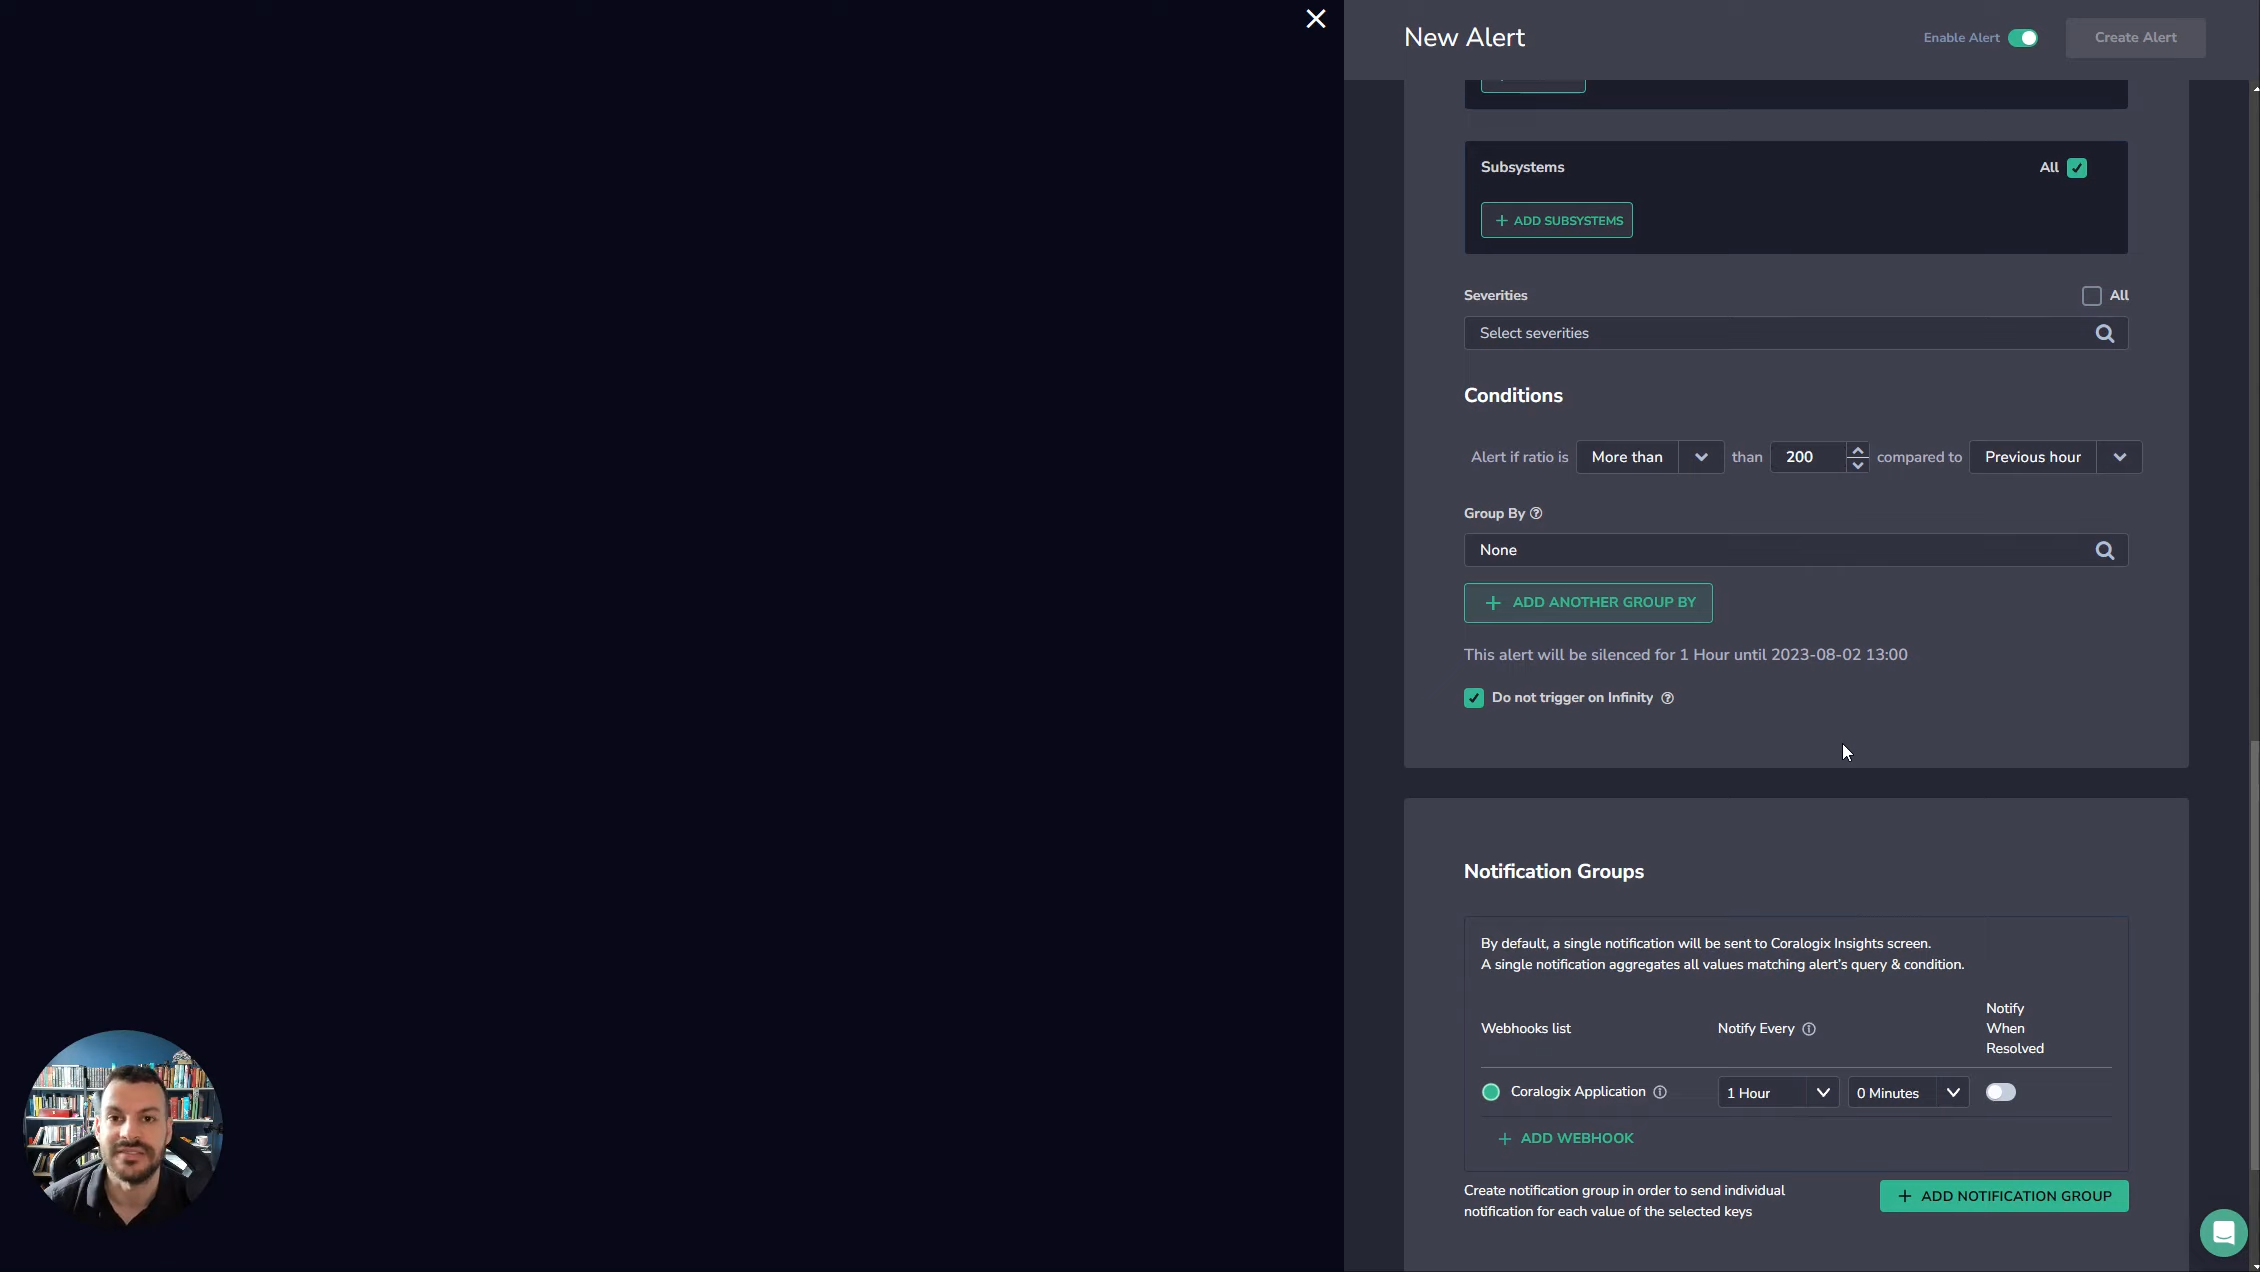 New Alert
Enable Alert
Create Alert
Subsystems
All
ADD SUBSYSTEMS
Severities
All
Select severities
Conditions
Alert if ratio is More than than 200 compared to Previous hour
Group By
None
ADD ANOTHER GROUP BY
This alert will be silenced for 1 Hour until 2023-08-02 13:00
Do not trigger on Infinity
Notification Groups
By default, a single notification will be sent to Coralogix Insights screen.
A single notification aggregates all values matching alert's query & condition.
Webhooks list
Notify Every
Notify
When
Resolved
Coralogix Application
1 Hour
0 Minutes
ADD WEBHOOK
Create notification group in order to send individual
notification for each value of the selected keys
ADD NOTIFICATION GROUP